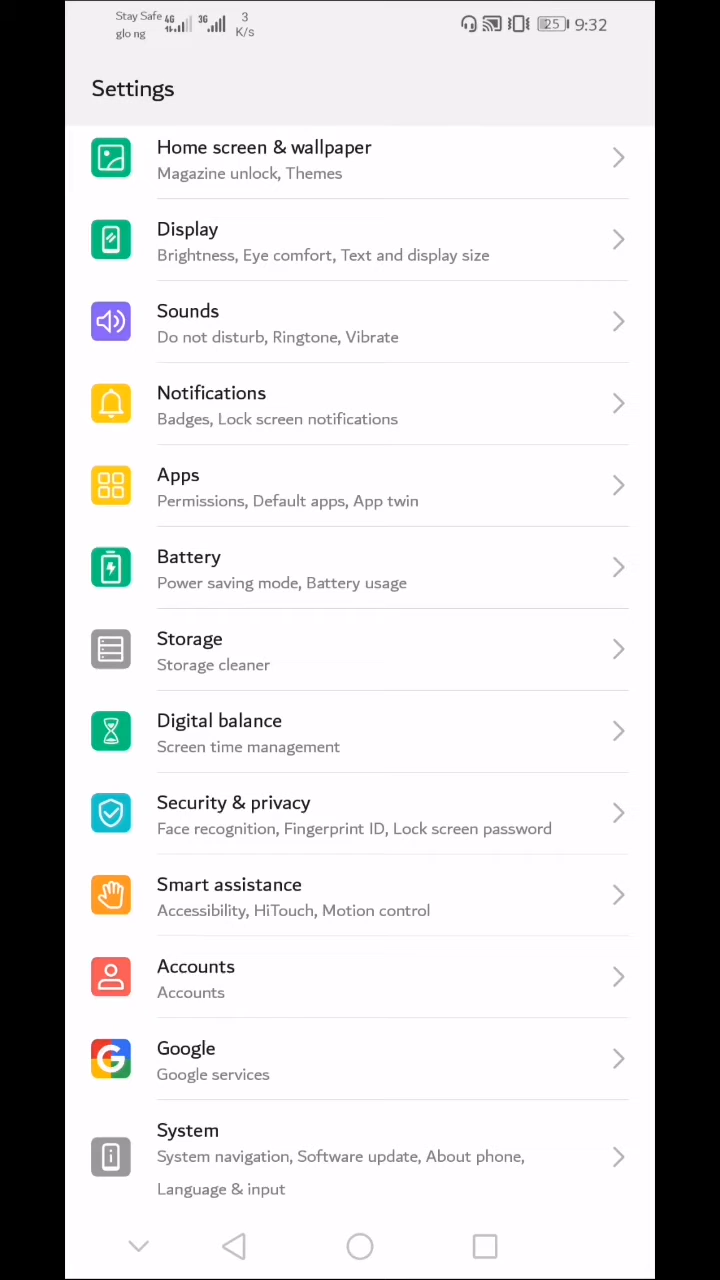 Stay Safe 4G 3G 3
glo ng K/s
25 9:32
Settings
Home screen & wallpaper
Magazine unlock, Themes
Display
Brightness, Eye comfort, Text and display size
Sounds
Do not disturb, Ringtone, Vibrate
Notifications
Badges, Lock screen notifications
Apps
Permissions, Default apps, App twin
Battery
Power saving mode, Battery usage
Storage
Storage cleaner
Digital balance
Screen time management
Security & privacy
Face recognition, Fingerprint ID, Lock screen password
Smart assistance
Accessibility, HiTouch, Motion control
Accounts
Accounts
Google
Google services
System
System navigation, Software update, About phone,
Language & input